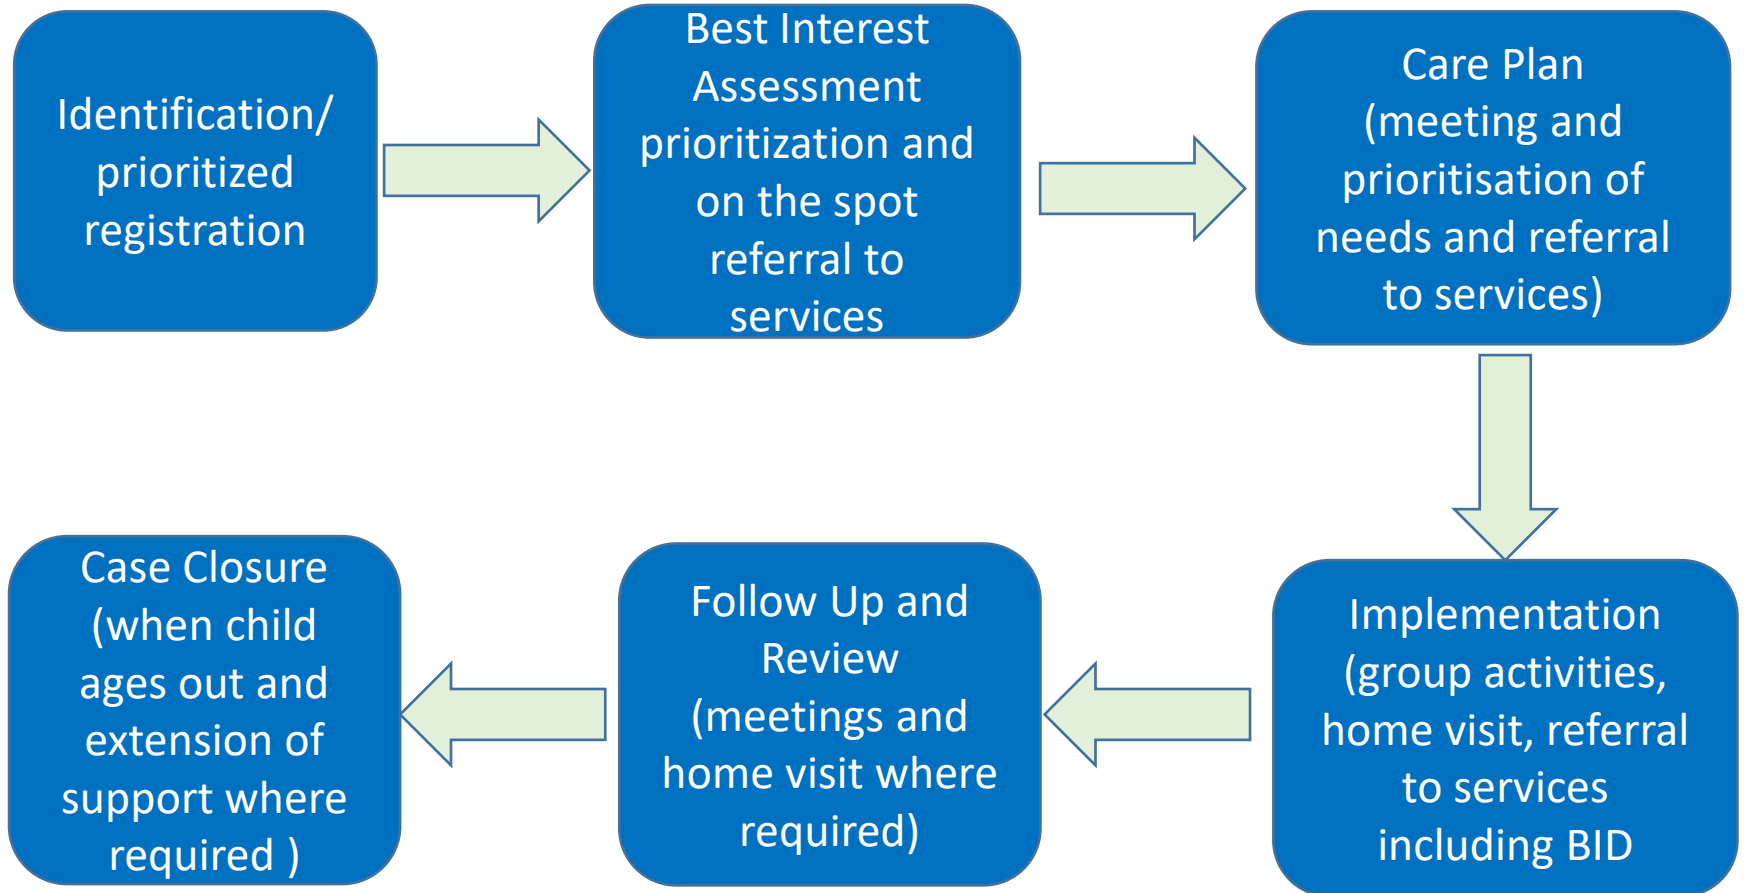 Identification/
prioritized
registration
Best Interest
Assessment
prioritization and
on the spot
referral to
services
Care Plan
(meeting and
prioritisation of
needs and referral
to services)
Implementation
(group activities,
home visit, referral
to services
including BID
Follow Up and
Review
(meetings and
home visit where
required)
Case Closure
(when child
ages out and
extension of
support where
required )